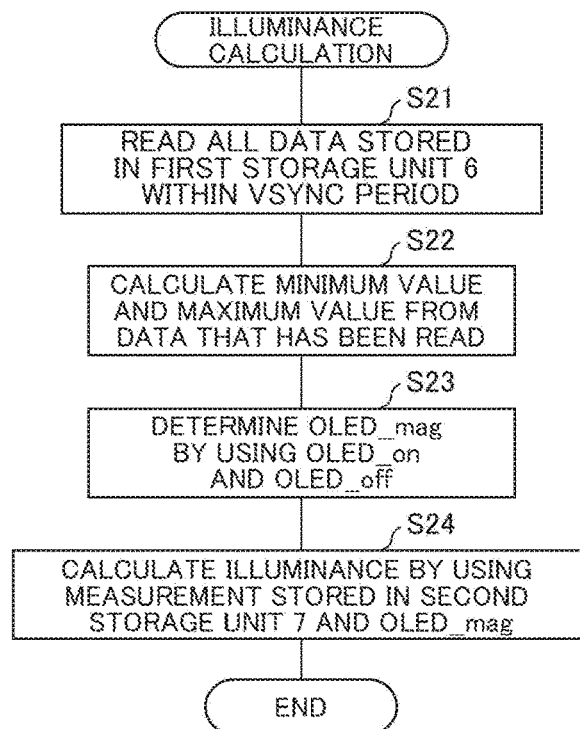 ILLUMINANCE
CALCULATION
S21
READ ALL DATA STORED
IN FIRST STORAGE UNIT 6
WITHIN VSYNC PERIOD
S22
CALCULATE MINIMUM VALUE
AND MAXIMUM VALUE FROM
DATA THAT HAS BEEN READ
S23
DETERMINE OLED_mag
BY USING OLED_on
AND OLED_off
S24
CALCULATE ILLUMINANCE BY USING
MEASUREMENT STORED IN SECOND
STORAGE UNIT 7 AND OLED_mag
END